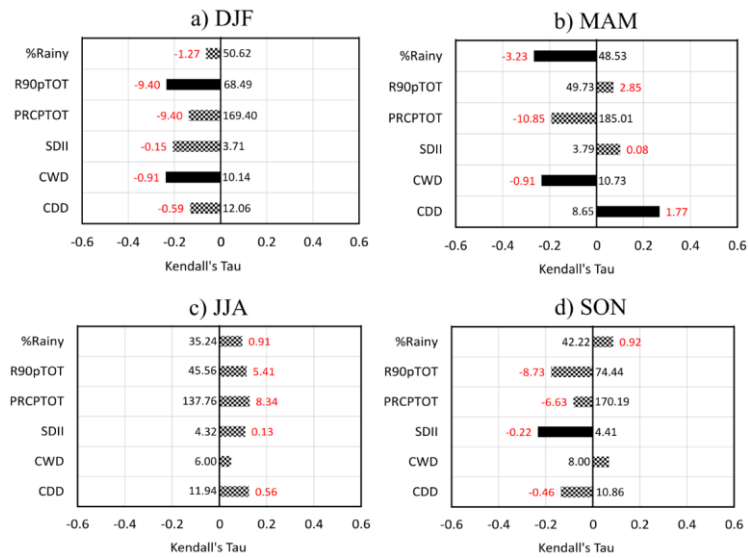 a) DJF
%Rainy -1.27 50.62
R90pTOT -9.40 68.49
PRCPTOT -9.40 169.40
SDII -0.15 3.71
CWD -0.91 10.14
CDD -0.59 12.06
-0.6 -0.4 -0.2 0 0.2 0.4 0.6
Kendall's Tau
b) MAM
%Rainy -3.23 48.53
R90pTOT 49.73 2.85
PRCPTOT -10.85 185.01
SDII 3.79 0.08
CWD -0.91 10.73
CDD 8.65 1.77
-0.6 -0.4 -0.2 0 0.2 0.4 0.6
Kendall's Tau
c) JJA
%Rainy 35.24 0.91
R90pTOT 45.56 5.41
PRCPTOT 137.76 8.34
SDII 4.32 0.13
CWD 6.00
CDD 11.94 0.56
-0.6 -0.4 -0.2 0 0.2 0.4 0.6
Kendall's Tau
d) SON
%Rainy 42.22 0.92
R90pTOT -8.73 74.44
PRCPTOT -6.63 170.19
SDII -0.22 4.41
CWD 8.00
CDD -0.46 10.86
-0.6 -0.4 -0.2 0 0.2 0.4 0.6
Kendall's Tau